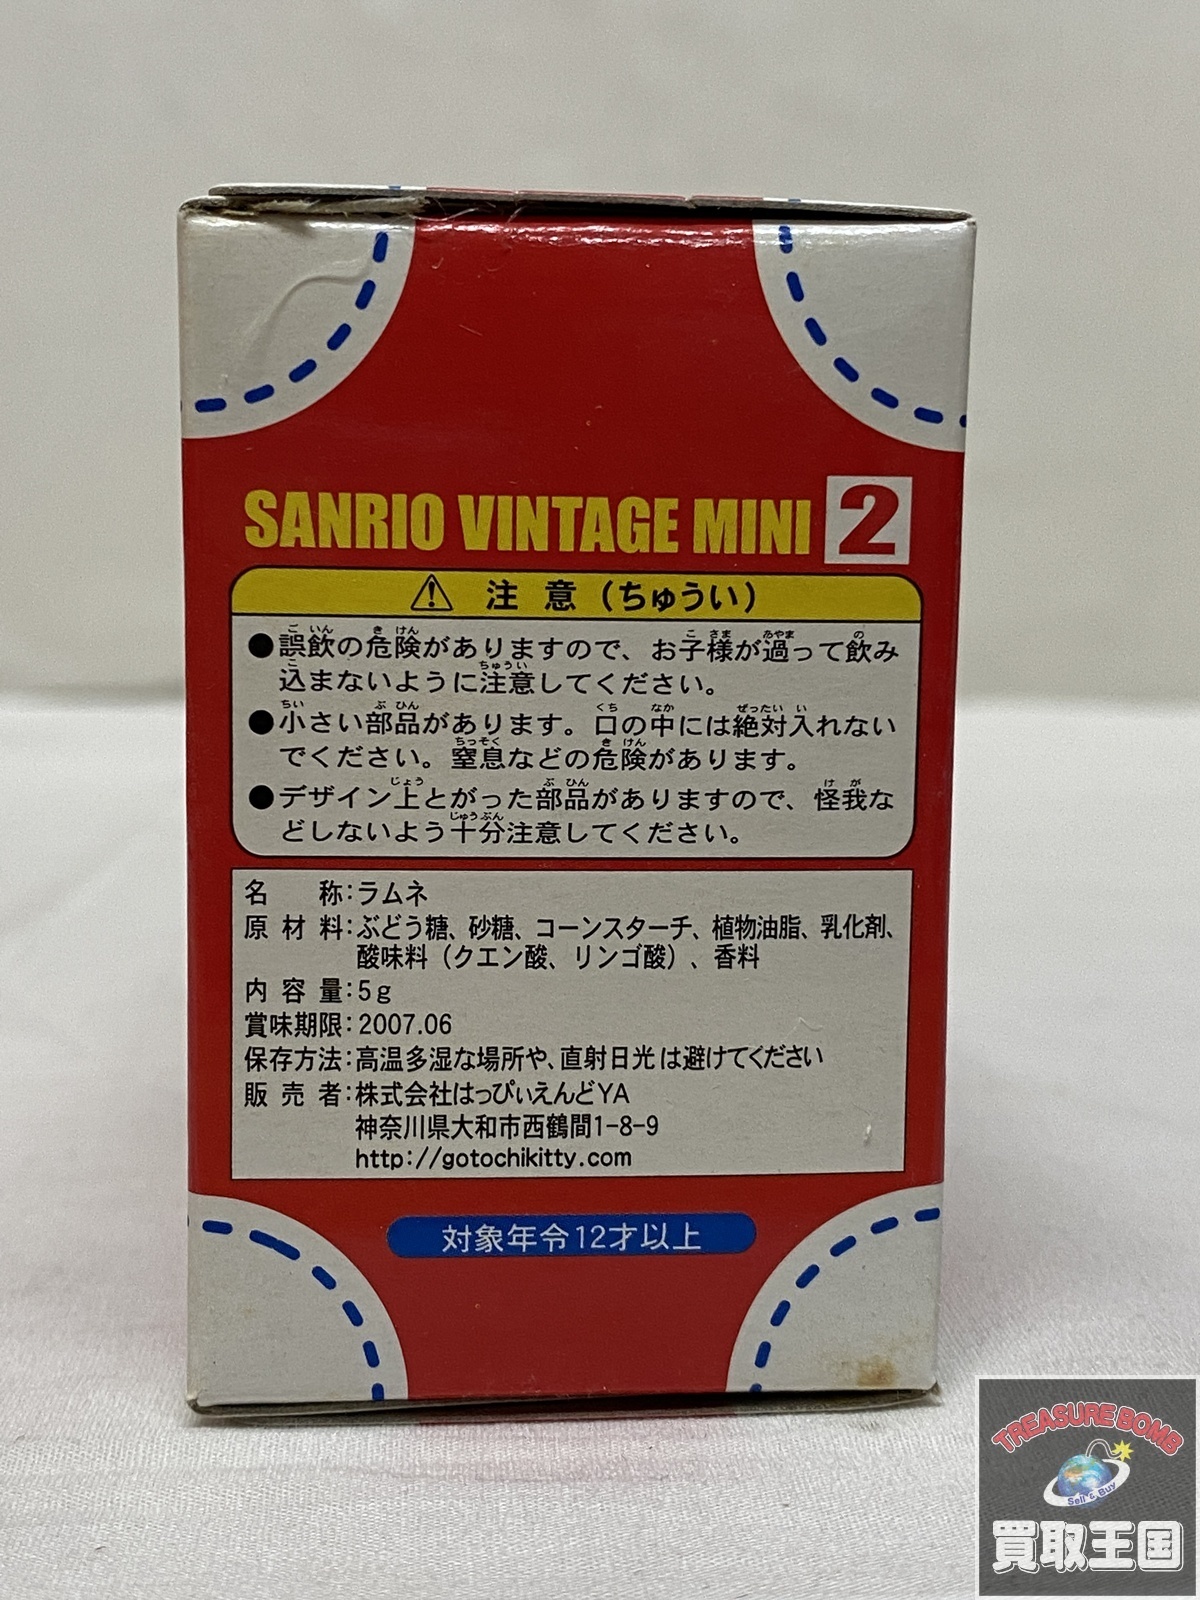 SANRIO VINTAGE MINI 2
注意（ちゅうい）
●誤飲の危険がありますので、お子様が過って飲み
込まないように注意してください。
●小さい部品があります。口の中には絶対入れない
でください。窒息などの危険があります。
●デザイン上とがった部品がありますので、怪我な
どしないよう十分注意してください。
名称:ラムネ
原材料:ぶどう糖、砂糖、コーンスターチ、植物油脂、乳化剤、
酸味料（クエン酸、リンゴ酸）、香料
内容量:5g
賞味期限:2007.06
保存方法:高温多湿な場所や、直射日光は避けてください
販売者:株式会社はっぴぃえんどYA
神奈川県大和市西鶴間1-8-9
http://gotochikitty.com
対象年令12才以上
TREASURE BOMB
Sell & Buy
買取王国